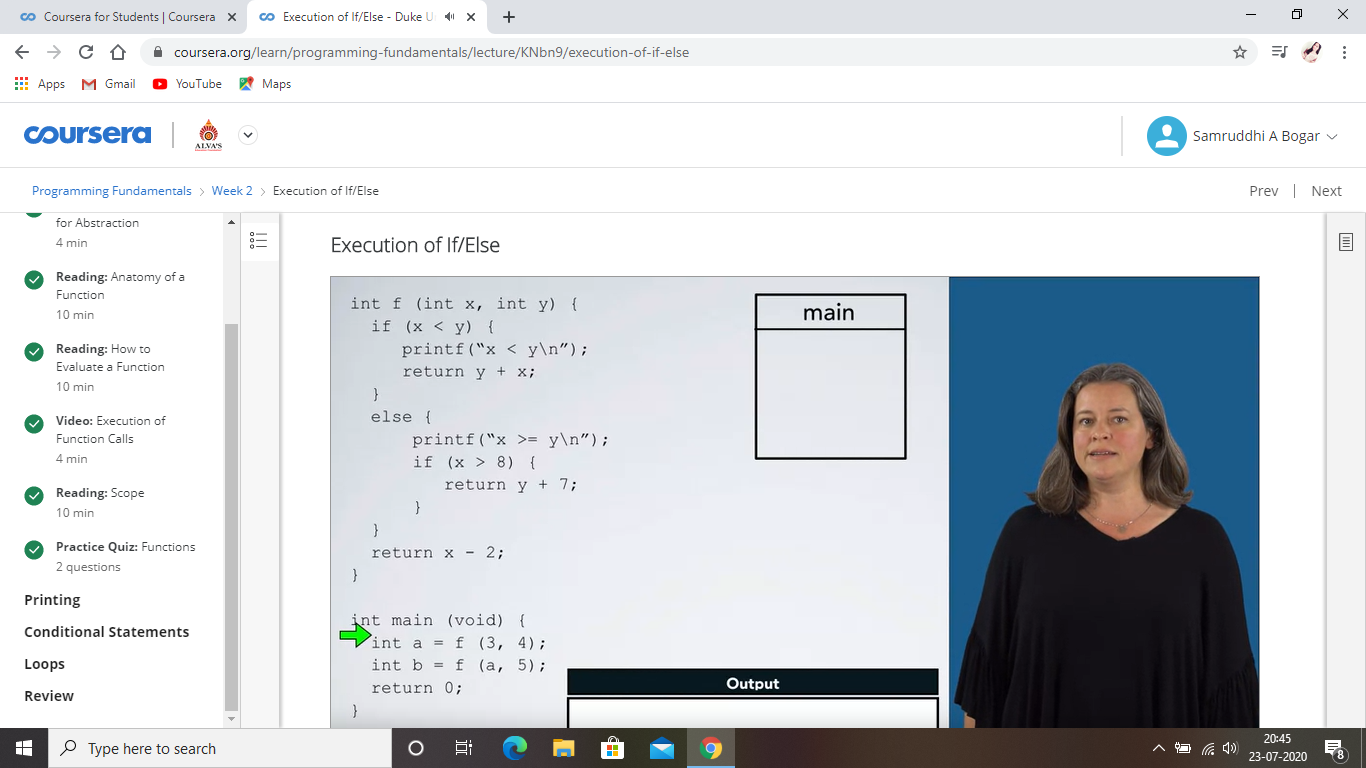 Coursera for Students | Coursera
Execution of If/Else - Duke U
coursera.org/learn/programming-fundamentals/lecture/KNbn9/execution-of-if-else
Apps
Gmail
YouTube
Maps
coursera
ALVA'S
Samruddhi A Bogar
Programming Fundamentals
Week 2
Execution of If/Else
Prev
Next
for Abstraction
4 min
Reading: Anatomy of a
Function
10 min
Reading: How to
Evaluate a Function
10 min
Video: Execution of
Function Calls
4 min
Reading: Scope
10 min
Practice Quiz: Functions
2 questions
Printing
Conditional Statements
Loops
Review
Execution of If/Else
int f (int x, int y) {
if (x < y) {
printf(“x < y\n”);
return y + x;
}
else {
printf(“x >= y\n”);
if (x > 8) {
return y + 7;
}
}
return x - 2;
}
int main (void) {
int a = f (3, 4);
int b = f (a, 5);
return 0;
}
main
Output
Type here to search
20:45
23-07-2020
8